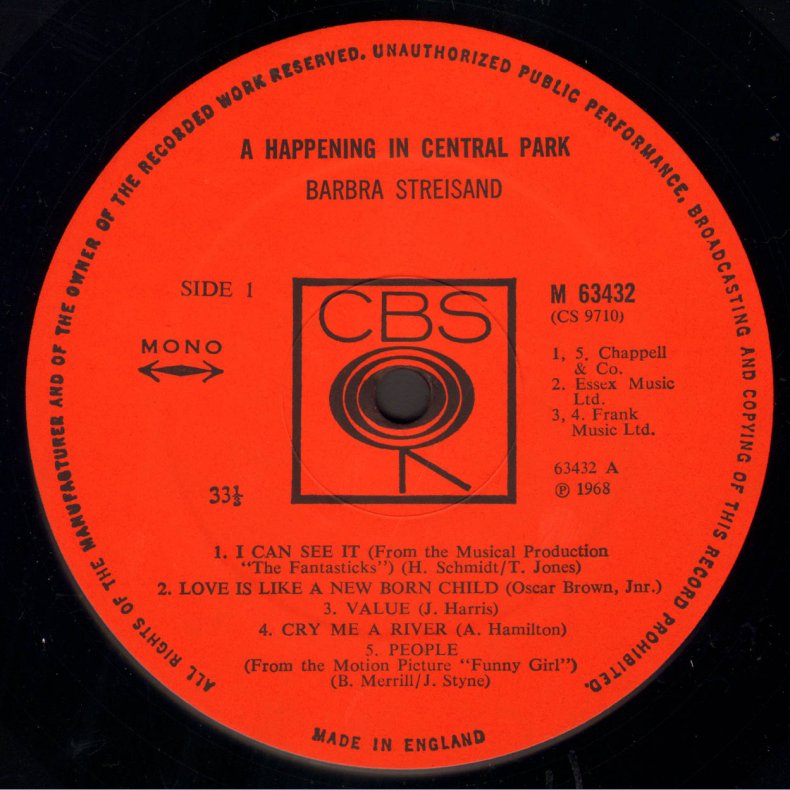 ALL RIGHTS OF THE MANUFACTURER AND OF THE OWNER OF THE RECORDED WORK RESERVED. UNAUTHORIZED PUBLIC PERFORMANCE, BROADCASTING AND COPYING OF THIS RECORD PROHIBITED.
A HAPPENING IN CENTRAL PARK
BARBRA STREISAND
SIDE 1
MONO
33⅓
CBS
M 63432
(CS 9710)
1, 5. Chappell
& Co.
2. Essex Music
Ltd.
3, 4. Frank
Music Ltd.
63432 A
℗ 1968
1. I CAN SEE IT (From the Musical Production
"The Fantasticks") (H. Schmidt/T. Jones)
2. LOVE IS LIKE A NEW BORN CHILD (Oscar Brown, Jnr.)
3. VALUE (J. Harris)
4. CRY ME A RIVER (A. Hamilton)
5. PEOPLE
(From the Motion Picture "Funny Girl")
(B. Merrill/J. Styne)
MADE IN ENGLAND